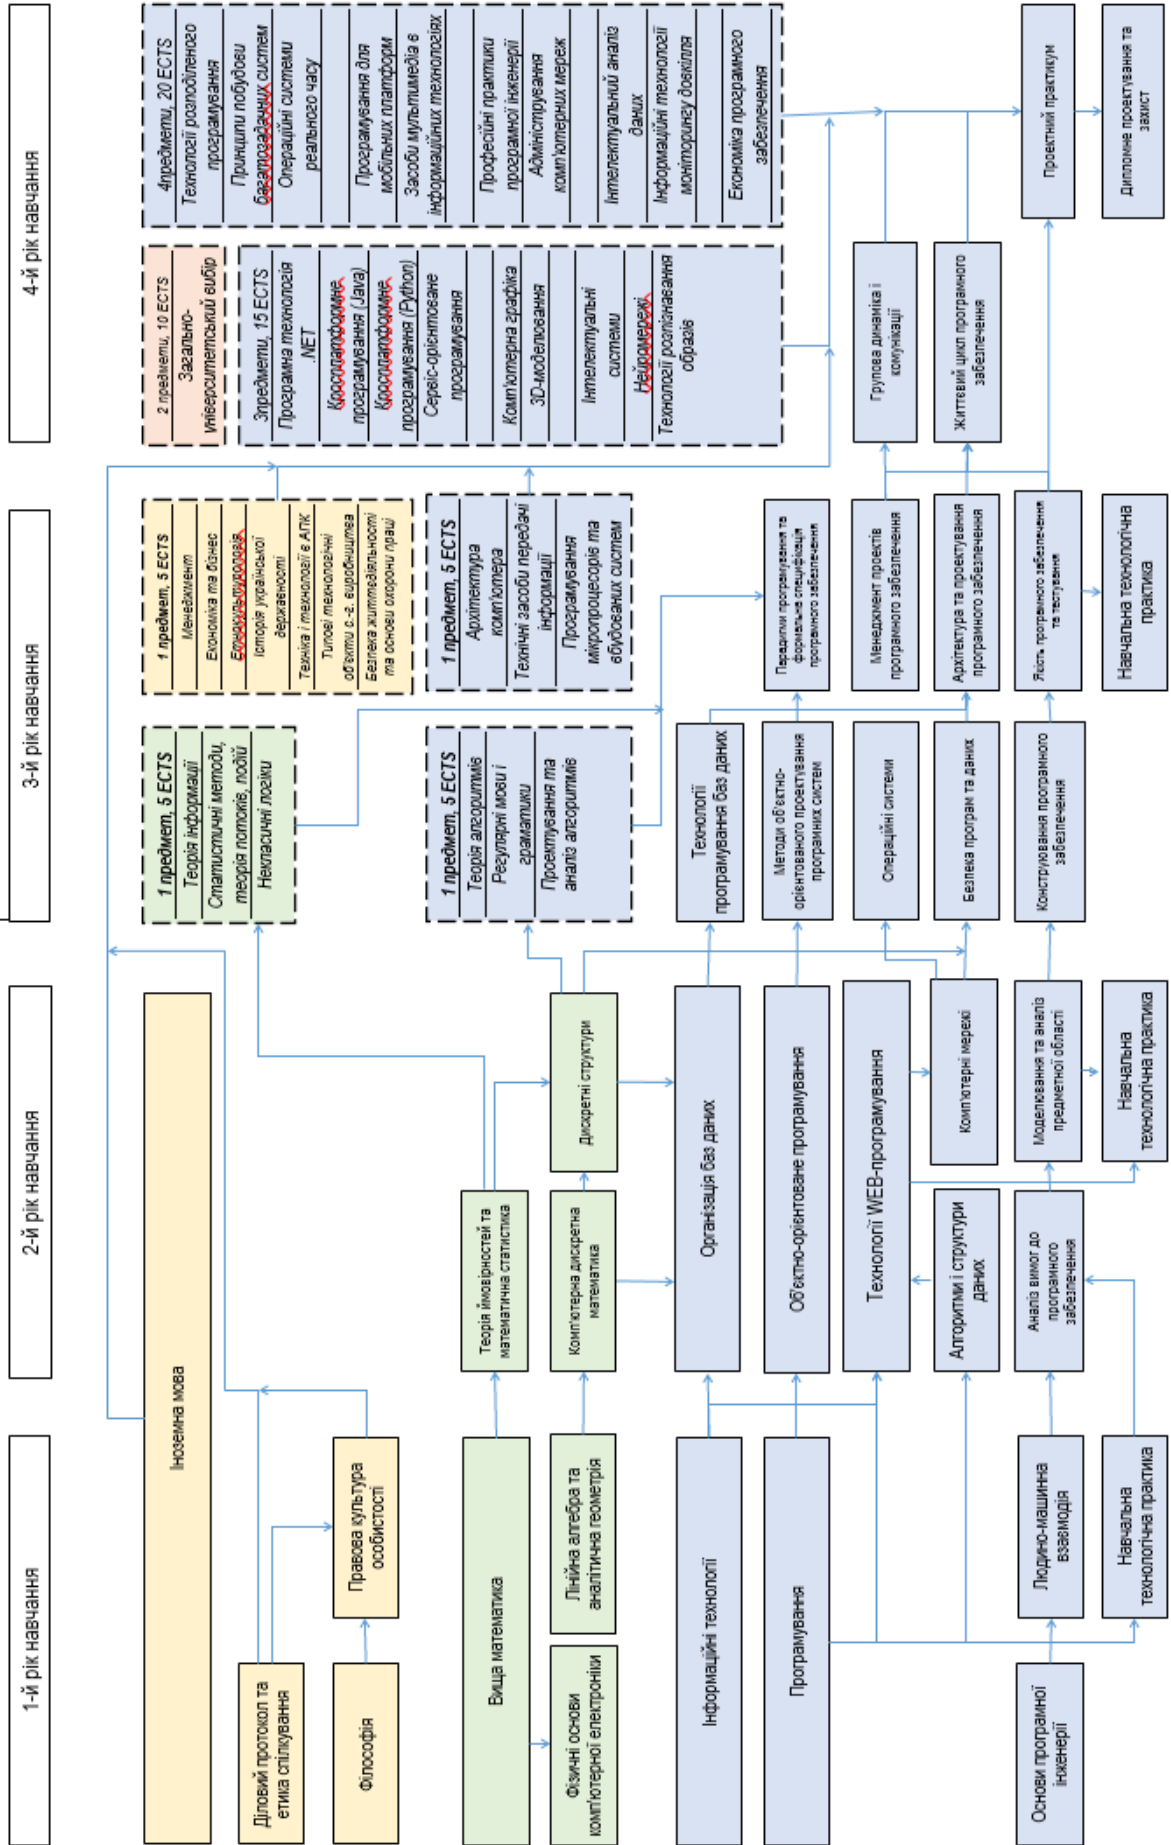 1-й рік навчання
2-й рік навчання
3-й рік навчання
4-й рік навчання
Іноземна мова
Діловий протокол та
етика спілкування
Філософія
Правова культура
особистості
Вища математика
Фізичні основи
комп'ютерної електроніки
Лінійна алгебра та
аналітична геометрія
Інформаційні технології
Програмування
Основи програмної
інженерії
Людино-машинна
взаємодія
Навчальна
технологічна практика
Теорія ймовірностей та
математична статистика
Комп'ютерна дискретна
математика
Дискретні структури
Організація баз даних
Об'єктно-орієнтоване програмування
Технології WEB-програмування
Алгоритми і структури
даних
Комп'ютерні мережі
Аналіз вимог до
програмного
забезпечення
Моделювання та аналіз
предметної області
Навчальна
технологічна практика
1 предмет, 5 ECTS
Теорія інформації
Статистичні методи,
теорія потоків, подій
Некласичні логіки
1 предмет, 5 ECTS
Менеджмент
Економіка та бізнес
Етнокультурологія
Історія української
державності
Техніка і технології в АПК
Типові технологічні
об'єкти с.-г. виробництва
Безпека життєдіяльності
та основи охорони праці
1 предмет, 5 ECTS
Теорія алгоритмів
Регулярні мови і
граматики
Проектування та
аналіз алгоритмів
1 предмет, 5 ECTS
Архітектура
комп'ютера
Технічні засоби передачі
інформації
Програмування
мікропроцесорів та
вбудованих систем
Технології
програмування баз даних
Методи об'єктно-
орієнтованого проектування
програмних систем
Парадигми програмування та
формальна специфікація
програмного забезпечення
Операційні системи
Менеджмент проектів
програмного забезпечення
Безпека програм та даних
Архітектура та проектування
програмного забезпечення
Конструювання програмного
забезпечення
Якість програмного забезпечення
та тестування
Навчальна технологічна
практика
2 предмети, 10 ECTS
Загально-
університетський вибір
3предмети, 15 ECTS
Програмна технологія
.NET
Кросплатформне
програмування (Java)
Кросплатформне
програмування (Python)
Сервіс-орієнтоване
програмування
Комп'ютерна графіка
3D-моделювання
Інтелектуальні
системи
Нейромережі
Технології розпізнавання
образів
4предмети, 20 ECTS
Технології розподіленого
програмування
Принципи побудови
багатозадачних систем
Операційні системи
реального часу
Програмування для
мобільних платформ
Засоби мультимедіа в
інформаційних технологіях
Професійні практики
програмної інженерії
Адміністрування
комп'ютерних мереж
Інтелектуальний аналіз
даних
Інформаційні технології
моніторингу довкілля
Економіка програмного
забезпечення
Групова динаміка і
комунікації
Життєвий цикл програмного
забезпечення
Проектний практикум
Дипломне проектування та
захист